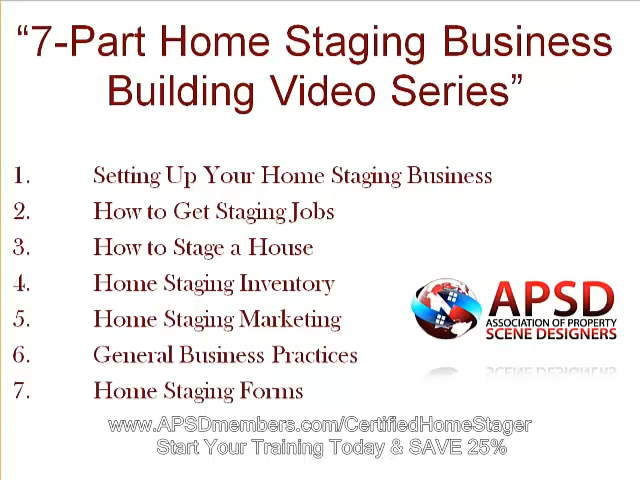 “7-Part Home Staging Business
Building Video Series”
1. Setting Up Your Home Staging Business
2. How to Get Staging Jobs
3. How to Stage a House
4. Home Staging Inventory
5. Home Staging Marketing
6. General Business Practices
7. Home Staging Forms
APSD
ASSOCIATION OF PROPERTY
SCENE DESIGNERS
www.APSDmembers.com/CertifiedHomeStager
Start Your Training Today & SAVE 25%